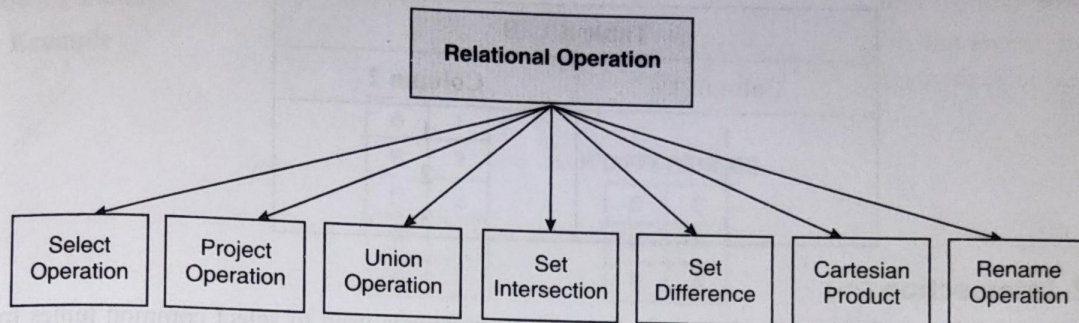 Relational Operation
Select
Operation
Project
Operation
Union
Operation
Set
Intersection
Set
Difference
Cartesian
Product
Rename
Operation